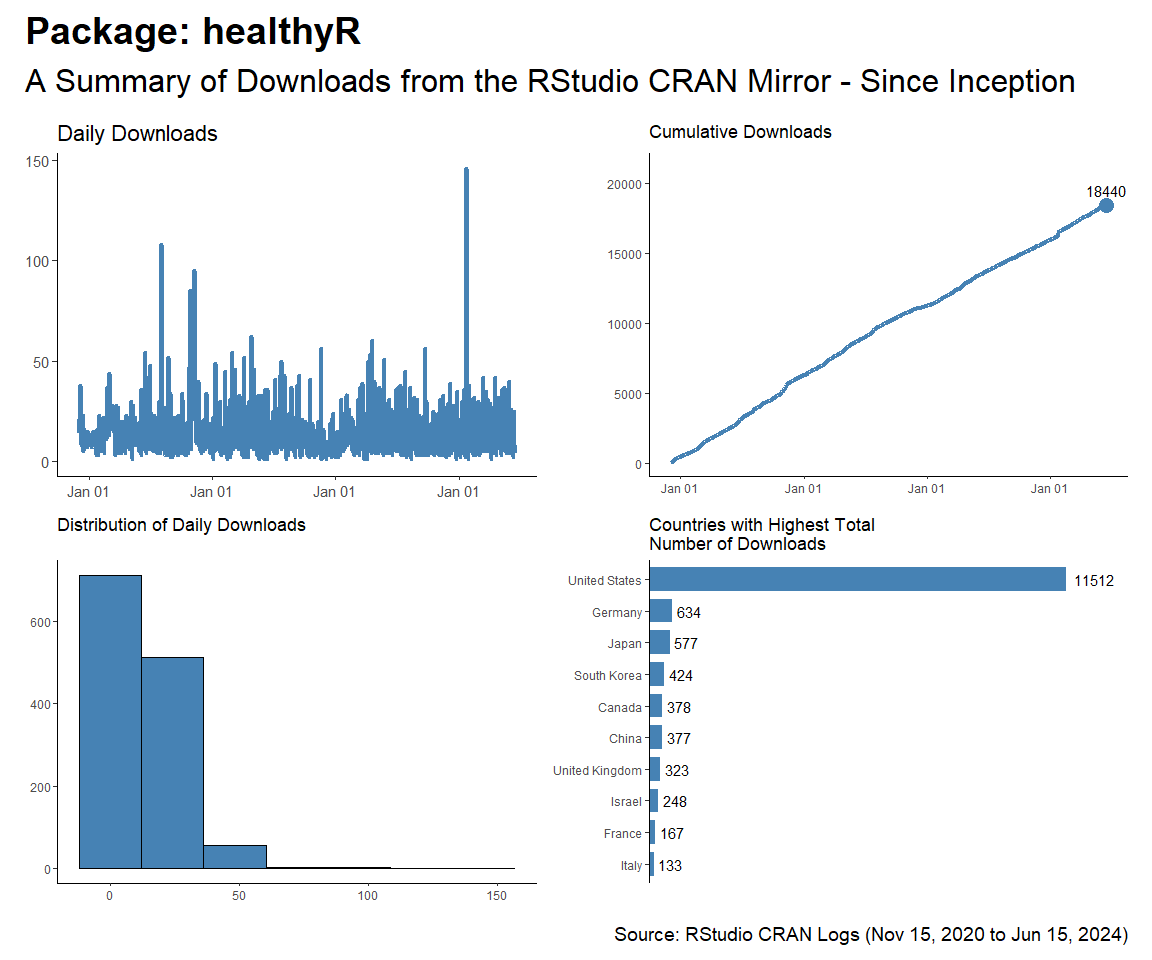 Package: healthyR
A Summary of Downloads from the RStudio CRAN Mirror - Since Inception
Daily Downloads
150
100
50
0
Jan 01
Jan 01
Jan 01
Jan 01
Cumulative Downloads
20000
15000
10000
5000
0
18440
Jan 01
Jan 01
Jan 01
Jan 01
Distribution of Daily Downloads
600
400
200
0
0
50
100
150
Countries with Highest Total
Number of Downloads
United States 11512
Germany 634
Japan 577
South Korea 424
Canada 378
China 377
United Kingdom 323
Israel 248
France 167
Italy 133
Source: RStudio CRAN Logs (Nov 15, 2020 to Jun 15, 2024)